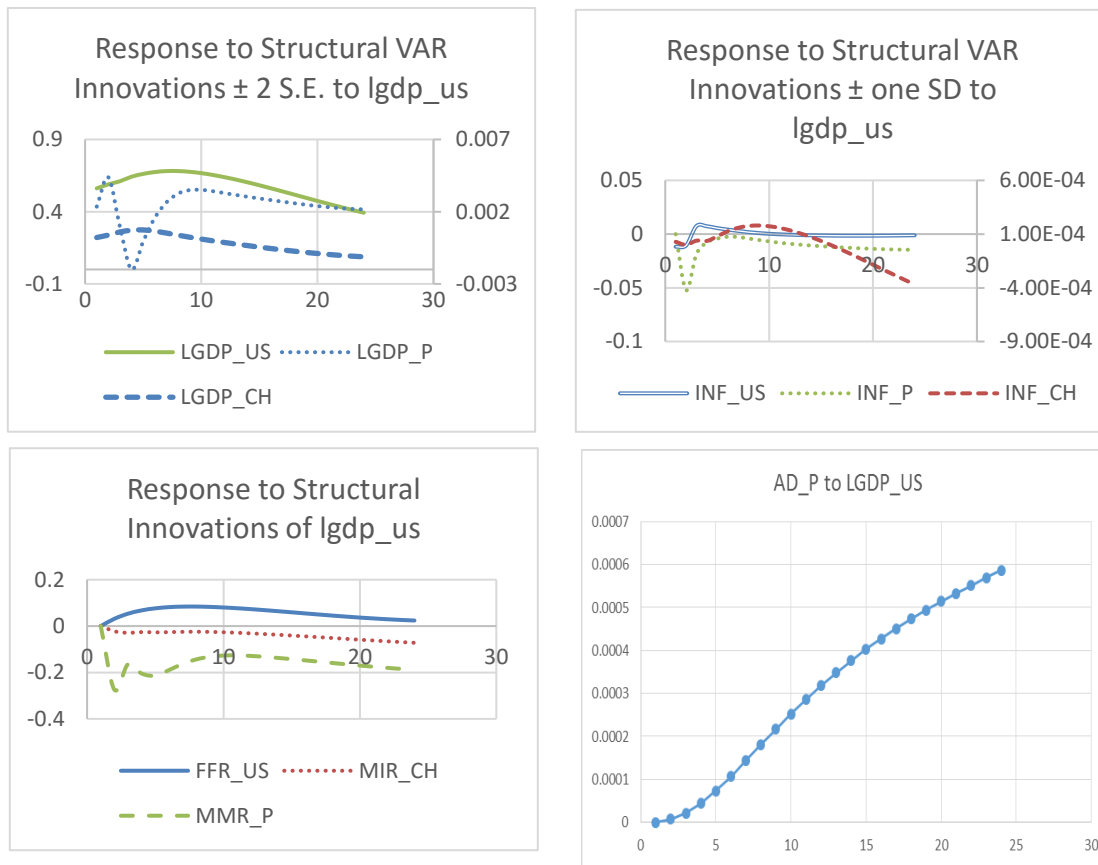 Response to Structural VAR
Innovations ± 2 S.E. to lgdp_us
0.9
0.4
-0.1
0.007
0.002
-0.003
0 10 20 30
LGDP_US LGDP_P
LGDP_CH
Response to Structural VAR
Innovations ± one SD to
lgdp_us
0.05
0
-0.05
-0.1
6.00E-04
1.00E-04
-4.00E-04
-9.00E-04
0 10 20 30
INF_US INF_P INF_CH
Response to Structural
Innovations of lgdp_us
0.2
0
-0.2
-0.4
0 10 20 30
FFR_US MIR_CH
MMR_P
AD_P to LGDP_US
0.0007
0.0006
0.0005
0.0004
0.0003
0.0002
0.0001
0
0 5 10 15 20 25 30